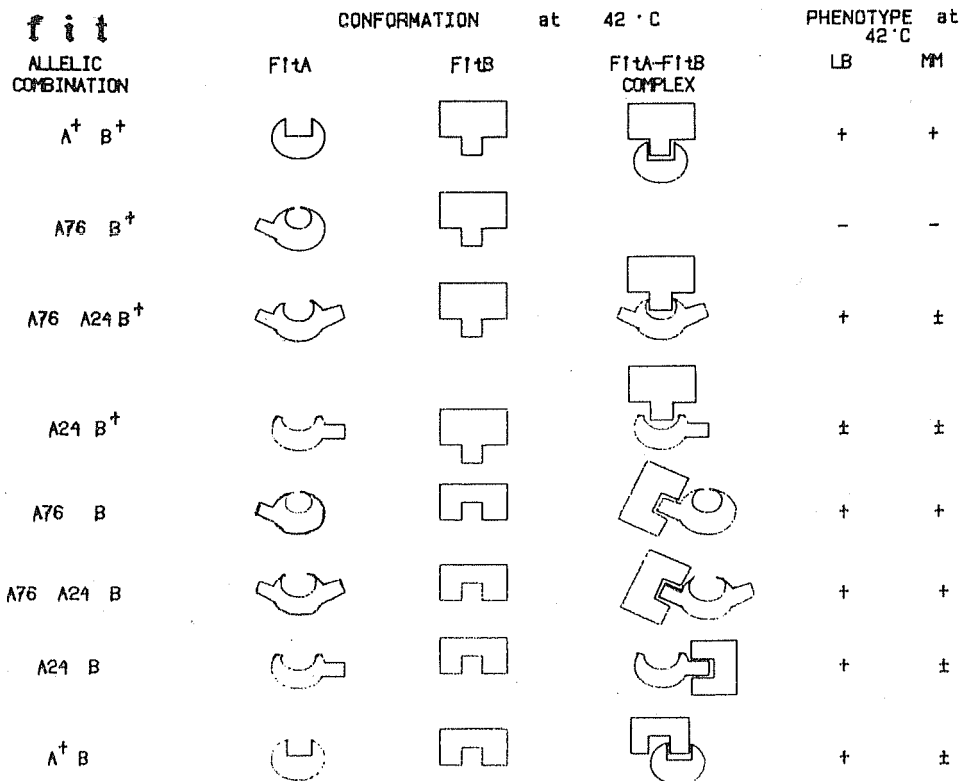 fit CONFORMATION at 42 °C PHENOTYPE at
42°C
ALLELIC FitA FitB FitA-FitB LB MM
COMBINATION COMPLEX
A+ B+ + +
A76 B+ - -
A76 A24 B+ + ±
A24 B+ ± ±
A76 B + +
A76 A24 B + +
A24 B + ±
A+ B + ±